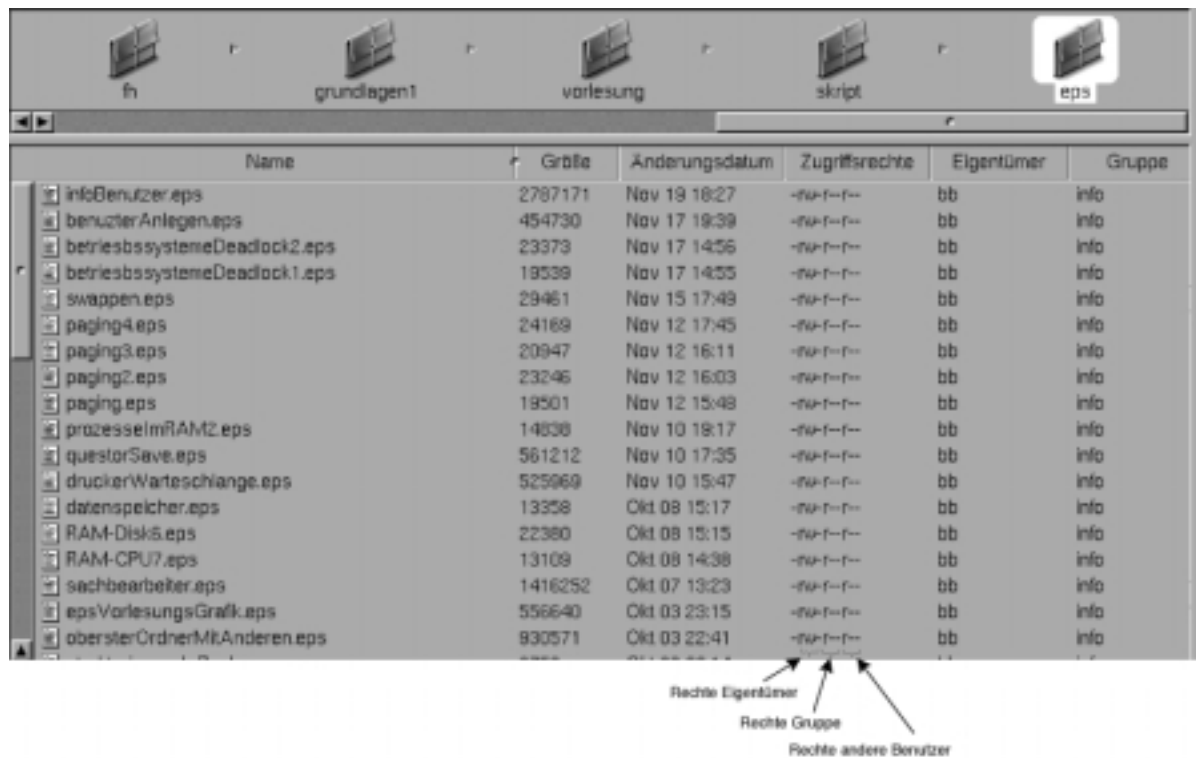 fh grundlagen1 vorlesung skript eps
Name Größe Änderungsdatum Zugriffsrechte Eigentümer Gruppe
infoBenutzer.eps 2787171 Nov 19 18:27 -rw-r--r-- bb info
benuzterAnlegen.eps 454730 Nov 17 19:39 -rw-r--r-- bb info
betriesbssystemeDeadlock2.eps 23373 Nov 17 14:56 -rw-r--r-- bb info
betriesbssystemeDeadlock1.eps 19539 Nov 17 14:55 -rw-r--r-- bb info
swappen.eps 29461 Nov 15 17:49 -rw-r--r-- bb info
paging4.eps 24169 Nov 12 17:45 -rw-r--r-- bb info
paging3.eps 20947 Nov 12 16:11 -rw-r--r-- bb info
paging2.eps 23246 Nov 12 16:03 -rw-r--r-- bb info
paging.eps 19501 Nov 12 15:48 -rw-r--r-- bb info
prozesseImRAM2.eps 14838 Nov 10 19:17 -rw-r--r-- bb info
questorSave.eps 561212 Nov 10 17:35 -rw-r--r-- bb info
druckerWarteschlange.eps 525969 Nov 10 15:47 -rw-r--r-- bb info
datenspeicher.eps 13358 Okt 08 15:17 -rw-r--r-- bb info
RAM-Disk6.eps 22380 Okt 08 15:15 -rw-r--r-- bb info
RAM-CPU7.eps 13109 Okt 08 14:38 -rw-r--r-- bb info
sachbearbeiter.eps 1416252 Okt 07 13:23 -rw-r--r-- bb info
epsVorlesungsGrafik.eps 556640 Okt 03 23:15 -rw-r--r-- bb info
obersterOrdnerMitAnderen.eps 930571 Okt 03 22:41 -rw-r--r-- bb info
Rechte Eigentümer
Rechte Gruppe
Rechte andere Benutzer